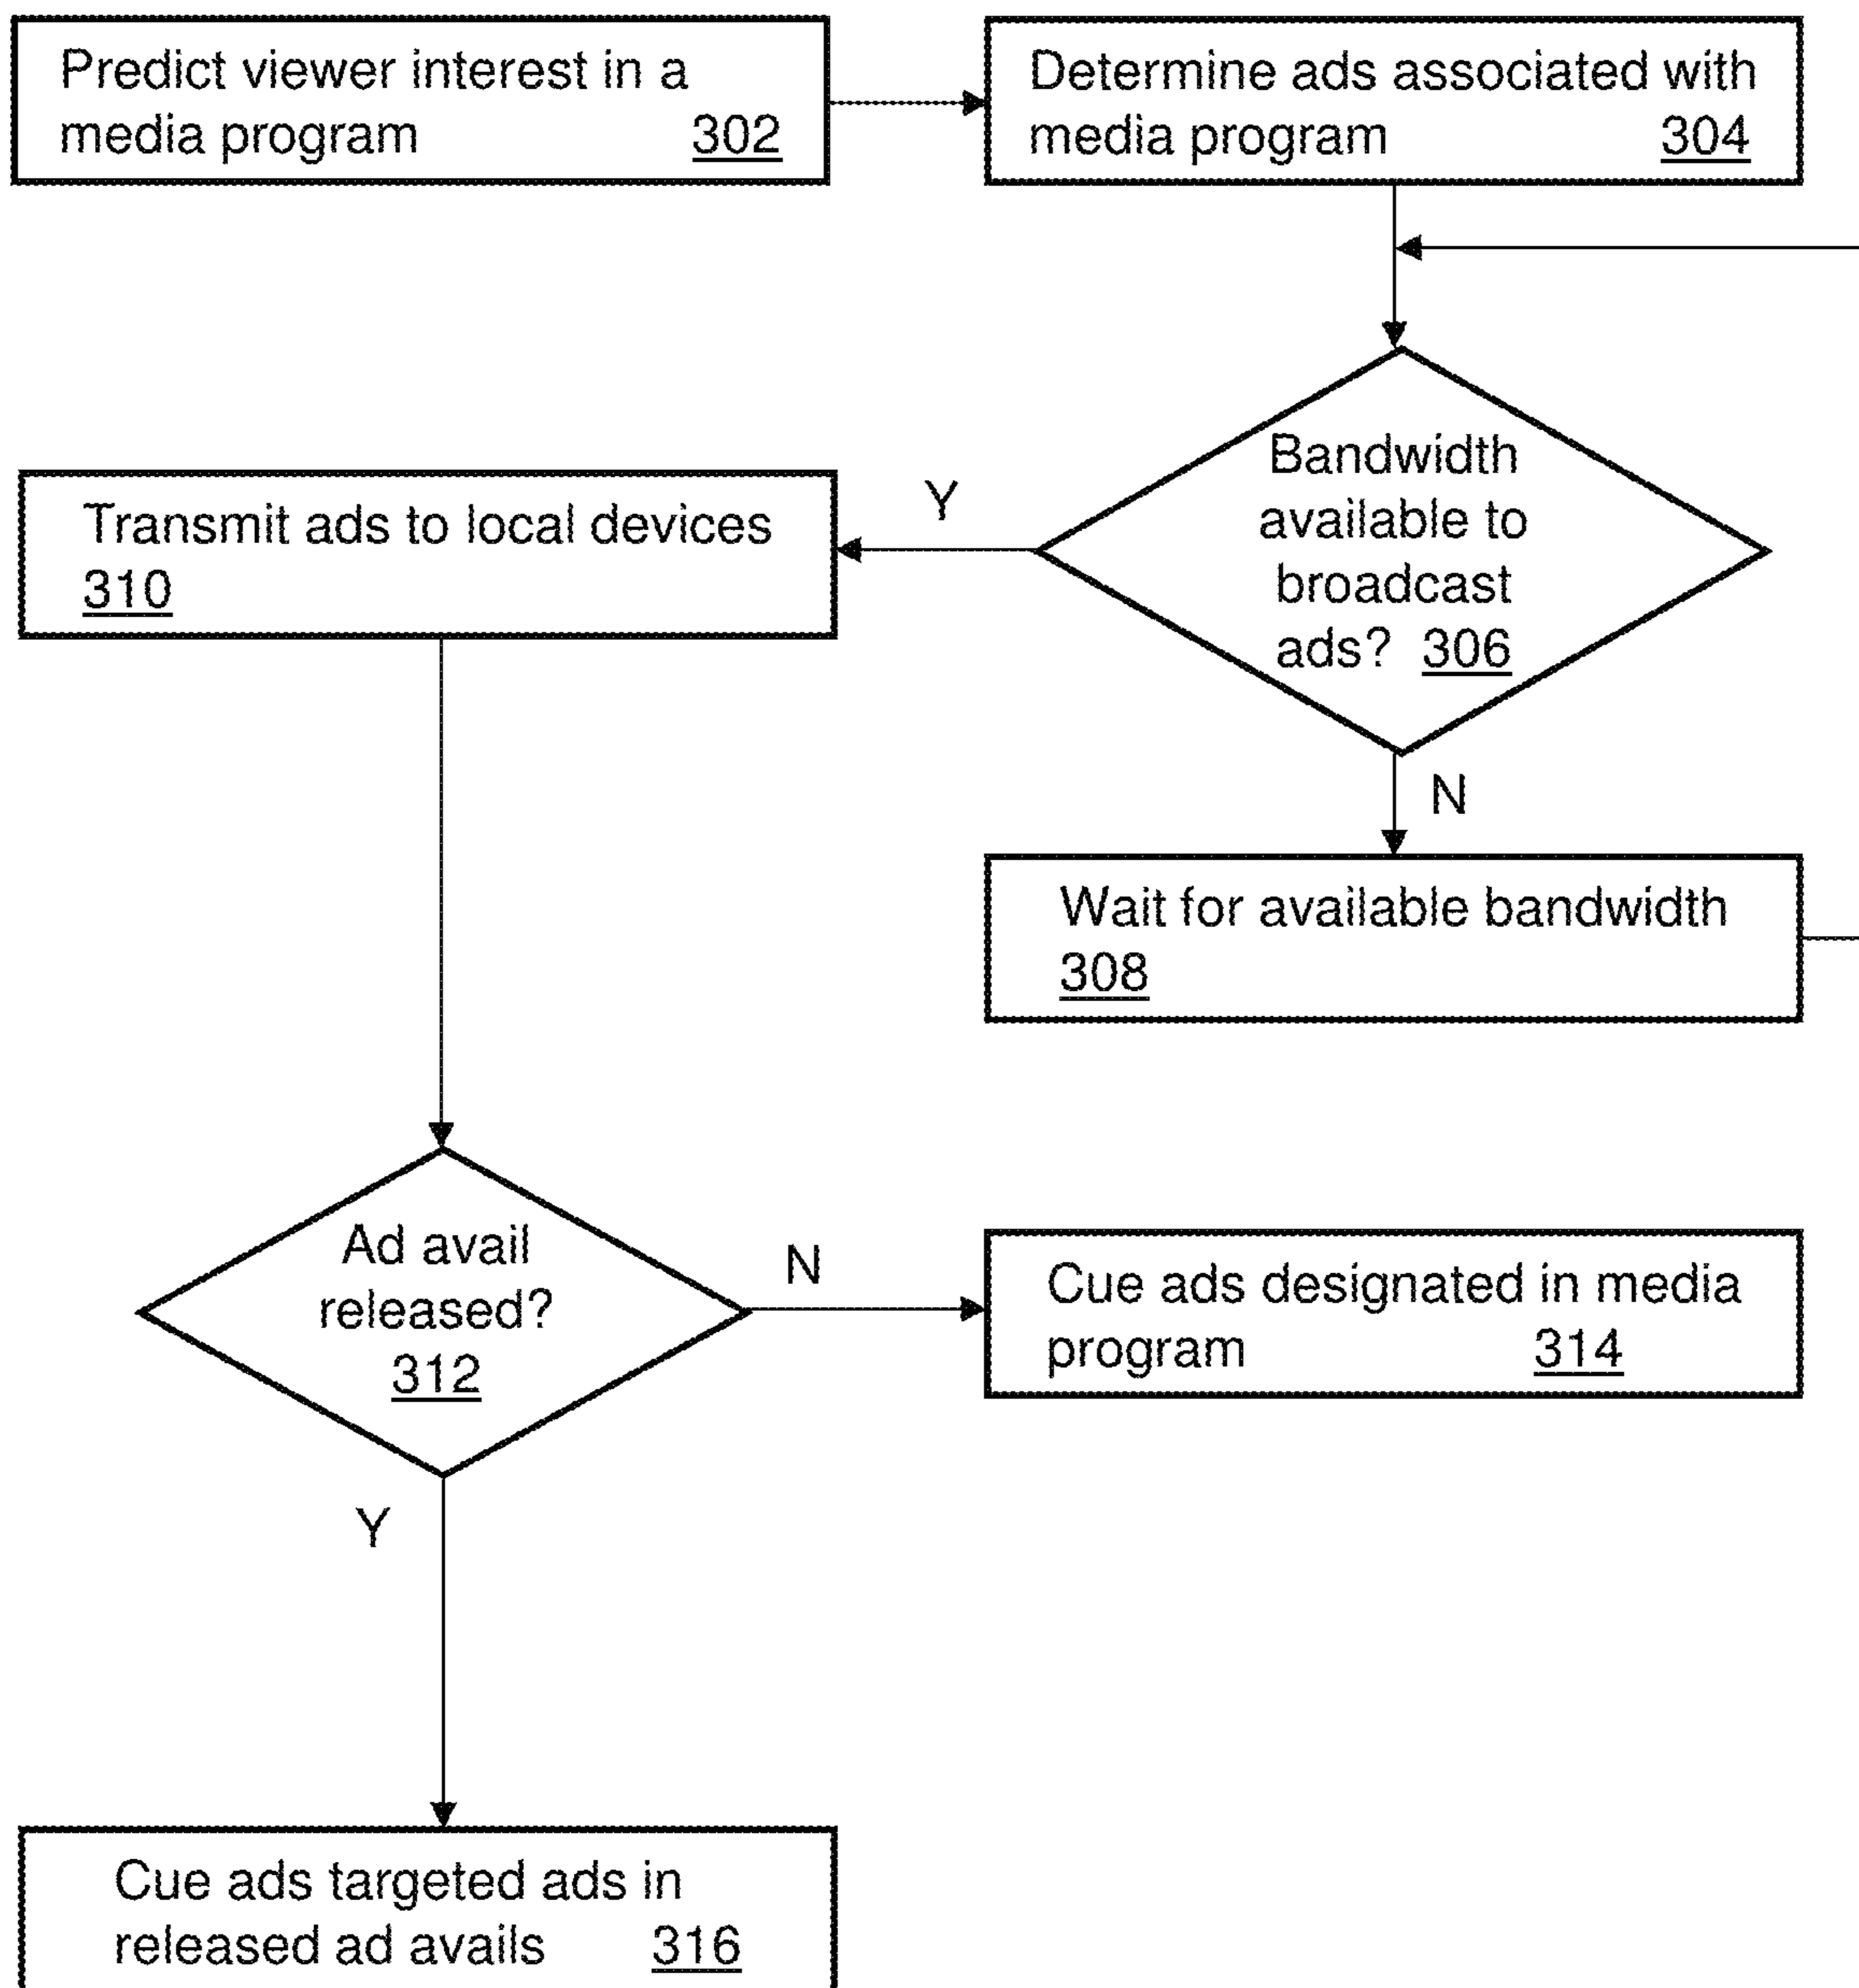 Predict viewer interest in a
media program 302
Determine ads associated with
media program 304
Bandwidth
available to
broadcast
ads? 306
Y
Transmit ads to local devices
310
N
Wait for available bandwidth
308
Ad avail
released?
312
N
Cue ads designated in media
program 314
Y
Cue ads targeted ads in
released ad avails 316